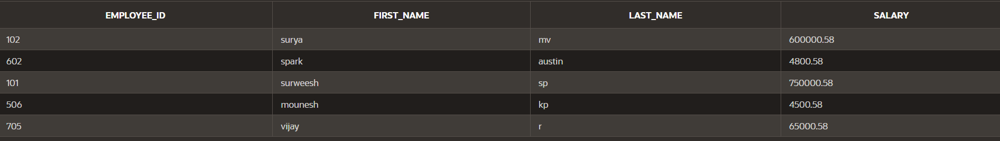 EMPLOYEE_ID FIRST_NAME LAST_NAME SALARY
102 surya mv 600000.58
602 spark austin 4800.58
101 surweesh sp 750000.58
506 mounesh kp 4500.58
705 vijay r 65000.58